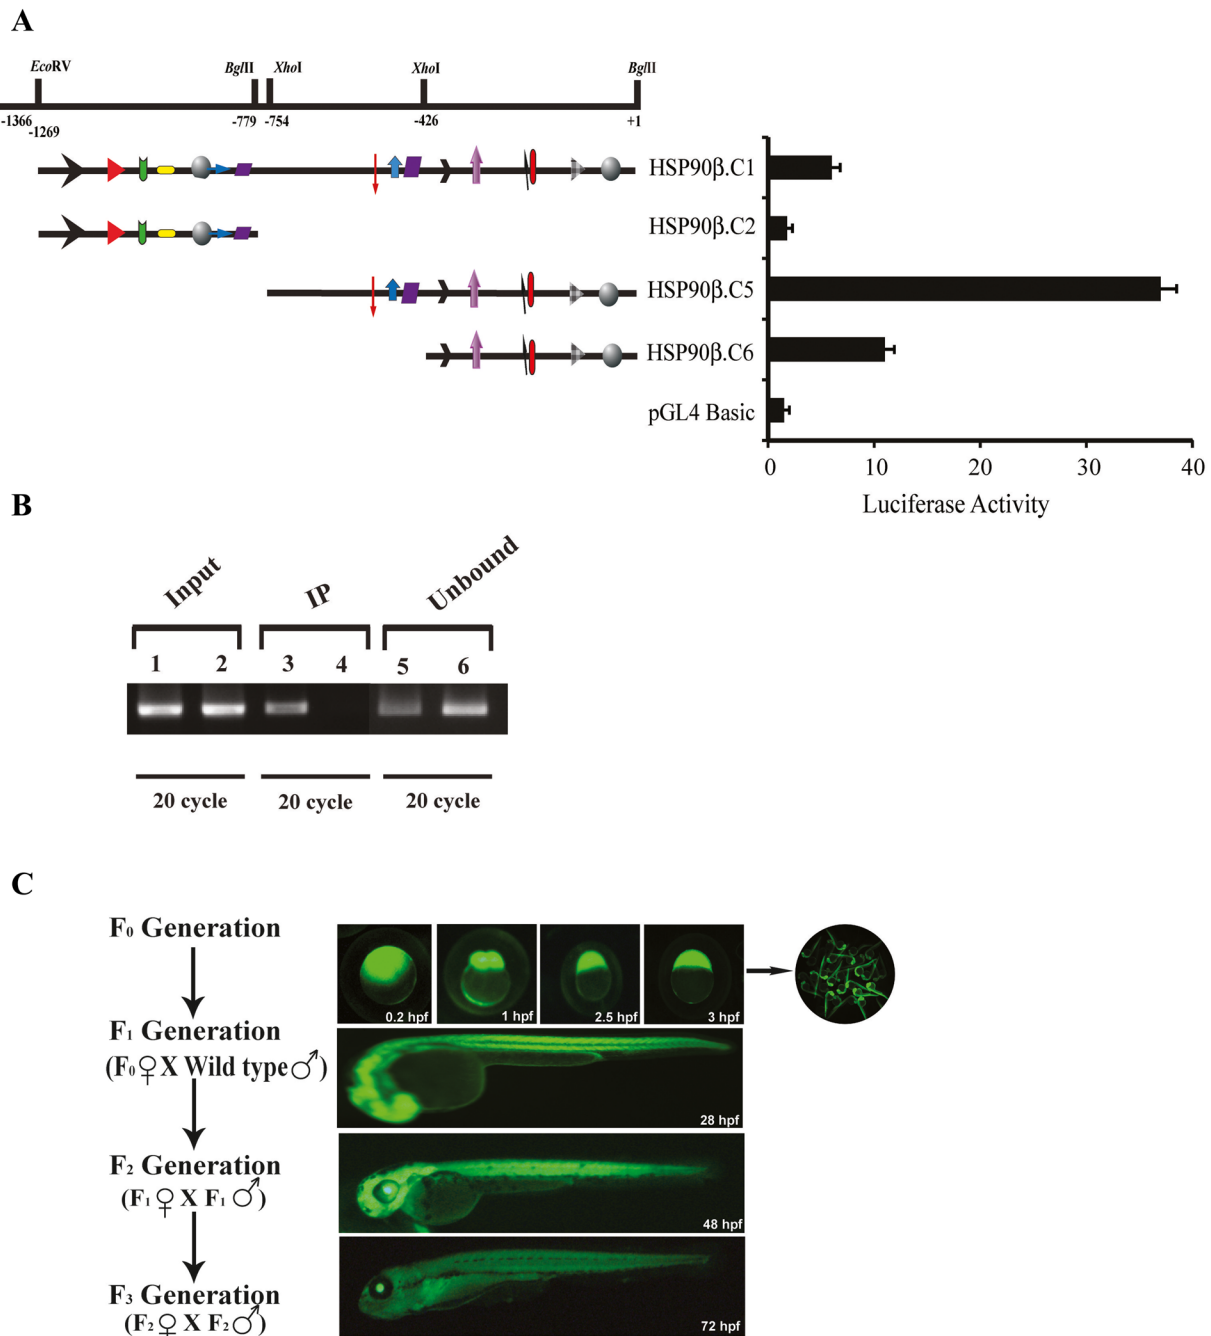 A
EcoRV BglII XhoI XhoI BglII
-1366 -1269 -779 -754 -426 +1
HSP90β.C1
HSP90β.C2
HSP90β.C5
HSP90β.C6
pGL4 Basic
0 10 20 30 40
Luciferase Activity
B
Input IP Unbound
1 2 3 4 5 6
20 cycle 20 cycle 20 cycle
C
F0 Generation
0.2 hpf 1 hpf 2.5 hpf 3 hpf
F1 Generation
(F0♀X Wild type♂)
28 hpf
F2 Generation
(F1♀ X F1♂)
48 hpf
F3 Generation
(F2♀ X F2♂)
72 hpf